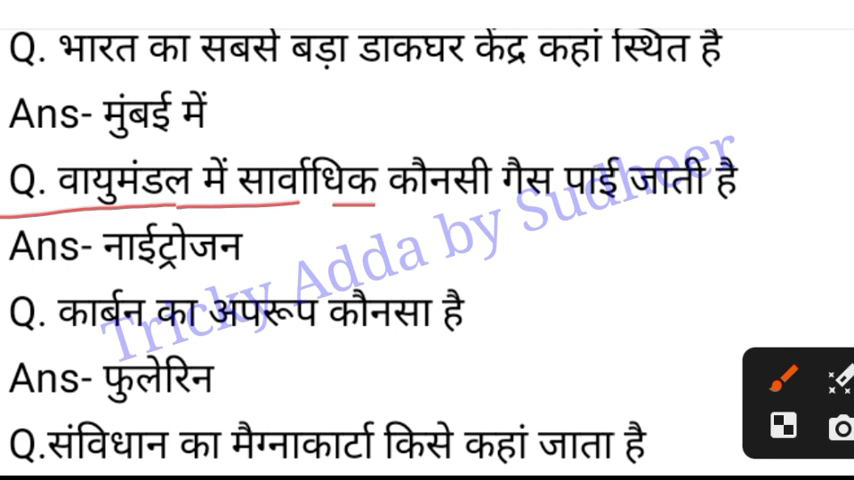 Q. भारत का सबसे बड़ा डाकघर केंद्र कहां स्थित है
Ans- मुंबई में
Q. वायुमंडल में सार्वाधिक कौनसी गैस पाई जाती है
Ans- नाईट्रोजन
Q. कार्बन का अपरूप कौनसा है
Ans- फुलेरिन
Q.संविधान का मैग्नाकार्टा किसे कहां जाता है
Tricky Adda by Sudheer